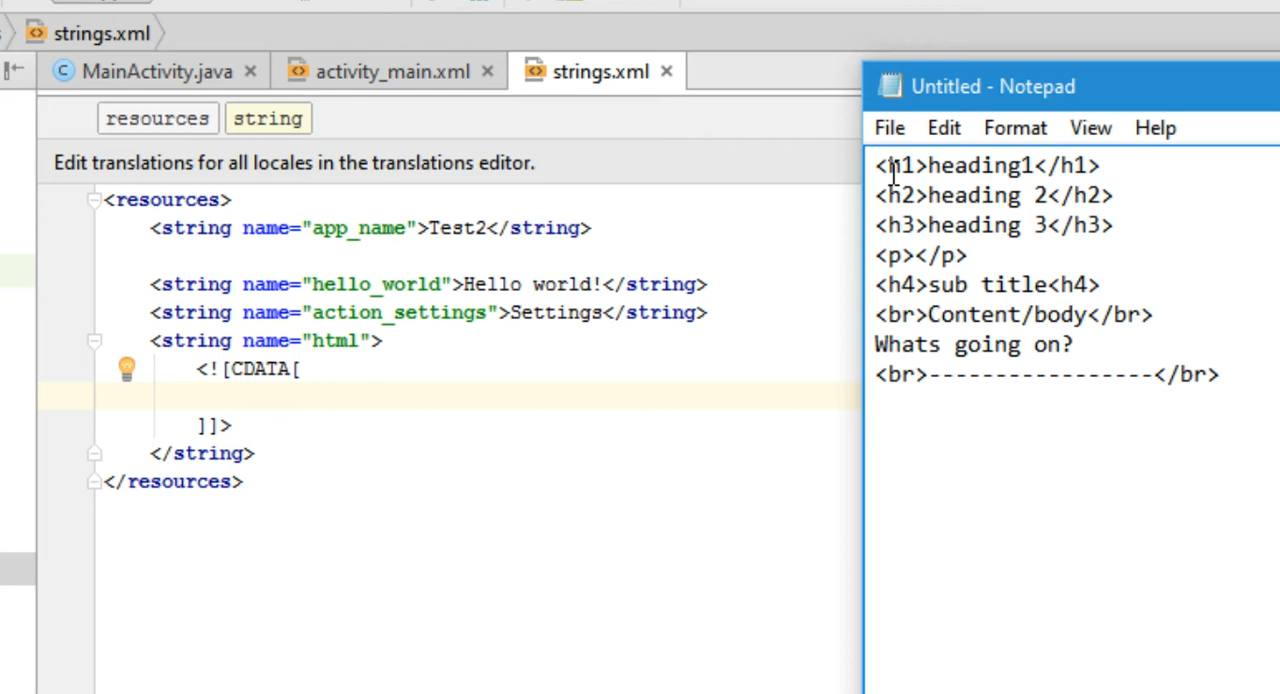 strings.xml
MainActivity.java
activity_main.xml
strings.xml
resources
string
Edit translations for all locales in the translations editor.
<resources>
<string name="app_name">Test2</string>
<string name="hello_world">Hello world!</string>
<string name="action_settings">Settings</string>
<string name="html">
<![CDATA[
]]>
</string>
</resources>
Untitled - Notepad
File Edit Format View Help
<h1>heading1</h1>
<h2>heading 2</h2>
<h3>heading 3</h3>
<p></p>
<h4>sub title<h4>
<br>Content/body</br>
Whats going on?
<br>-----------------</br>